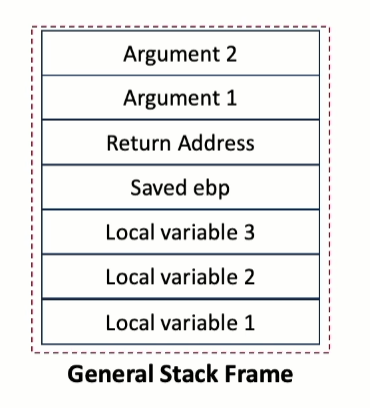 Argument 2
Argument 1
Return Address
Saved ebp
Local variable 3
Local variable 2
Local variable 1
General Stack Frame